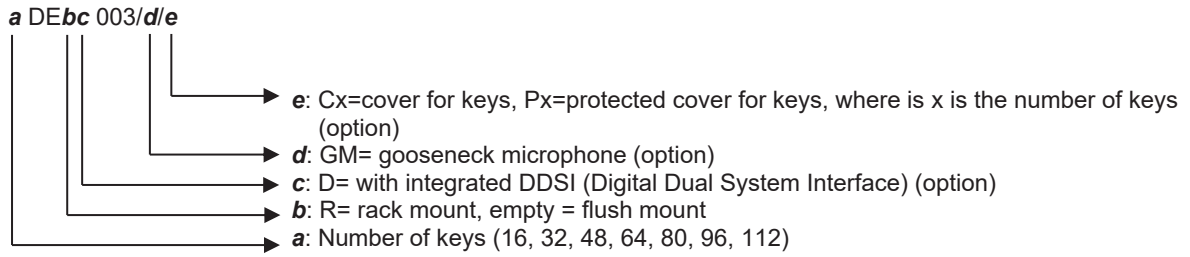 a DEbc 003/d/e
e: Cx=cover for keys, Px=protected cover for keys, where is x is the number of keys
(option)
d: GM= gooseneck microphone (option)
c: D= with integrated DDSI (Digital Dual System Interface) (option)
b: R= rack mount, empty = flush mount
a: Number of keys (16, 32, 48, 64, 80, 96, 112)